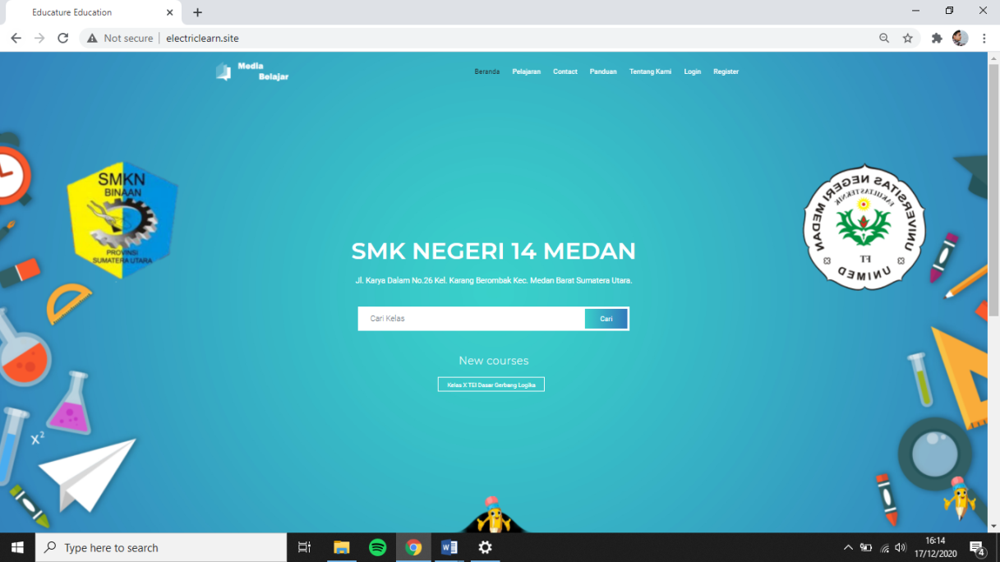 Educature Education
Not secure
electriclearn.site
Media
Belajar
Beranda
Pelajaran
Contact
Panduan
Tentang Kami
Login
Register
SMKN
BINAAN
PROVINSI
SUMATERA UTARA
UNIVERSITAS NEGERI MEDAN
FAKULTAS TEKNIK
FT
UNIMED
SMK NEGERI 14 MEDAN
Jl. Karya Dalam No.26 Kel. Karang Berombak Kec. Medan Barat Sumatera Utara.
Cari Kelas
Cari
New courses
Kelas X TEI Dasar Gerbang Logika
x²
Type here to search
16:14
17/12/2020
4